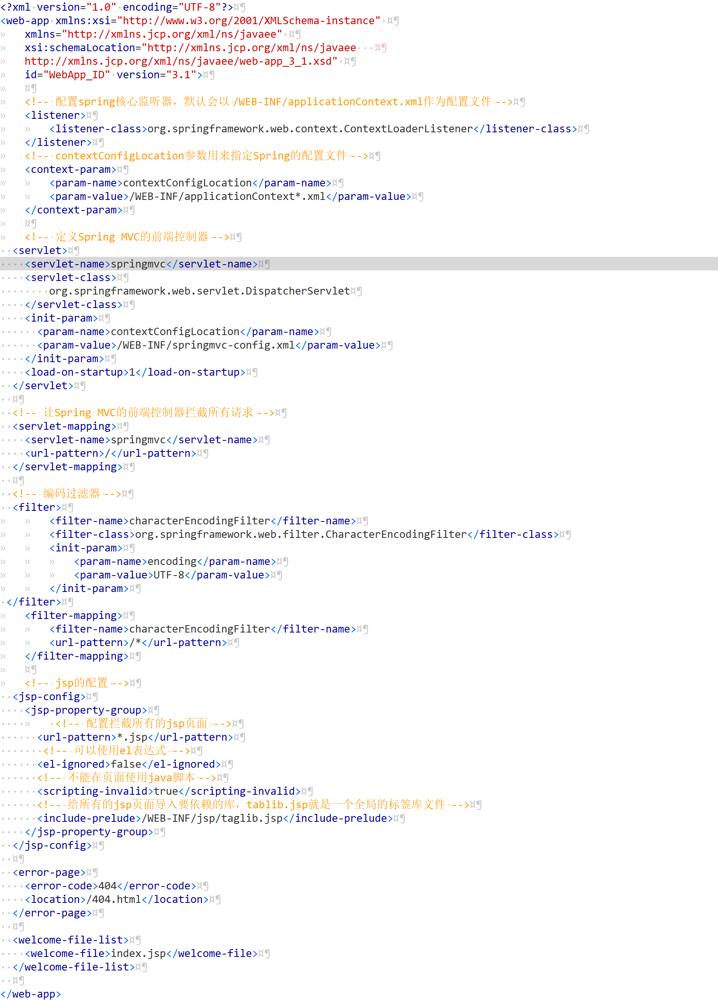 <?xml version="1.0" encoding="UTF-8"?>
<web-app xmlns:xsi="http://www.w3.org/2001/XMLSchema-instance"
xmlns="http://xmlns.jcp.org/xml/ns/javaee"
xsi:schemaLocation="http://xmlns.jcp.org/xml/ns/javaee
http://xmlns.jcp.org/xml/ns/javaee/web-app_3_1.xsd"
id="WebApp_ID" version="3.1">
<!-- 配置spring核心监听器，默认会以 /WEB-INF/applicationContext.xml作为配置文件 -->
<listener>
<listener-class>org.springframework.web.context.ContextLoaderListener</listener-class>
</listener>
<!-- contextConfigLocation参数用来指定Spring的配置文件 -->
<context-param>
<param-name>contextConfigLocation</param-name>
<param-value>/WEB-INF/applicationContext*.xml</param-value>
</context-param>
<!-- 定义Spring MVC的前端控制器 -->
<servlet>
<servlet-name>springmvc</servlet-name>
<servlet-class>
org.springframework.web.servlet.DispatcherServlet
</servlet-class>
<init-param>
<param-name>contextConfigLocation</param-name>
<param-value>/WEB-INF/springmvc-config.xml</param-value>
</init-param>
<load-on-startup>1</load-on-startup>
</servlet>
<!-- 让Spring MVC的前端控制器拦截所有请求 -->
<servlet-mapping>
<servlet-name>springmvc</servlet-name>
<url-pattern>/</url-pattern>
</servlet-mapping>
<!-- 编码过滤器 -->
<filter>
<filter-name>characterEncodingFilter</filter-name>
<filter-class>org.springframework.web.filter.CharacterEncodingFilter</filter-class>
<init-param>
<param-name>encoding</param-name>
<param-value>UTF-8</param-value>
</init-param>
</filter>
<filter-mapping>
<filter-name>characterEncodingFilter</filter-name>
<url-pattern>/*</url-pattern>
</filter-mapping>
<!-- jsp的配置 -->
<jsp-config>
<jsp-property-group>
<!-- 配置拦截所有的jsp页面 -->
<url-pattern>*.jsp</url-pattern>
<!-- 可以使用el表达式 -->
<el-ignored>false</el-ignored>
<!-- 不能在页面使用java脚本 -->
<scripting-invalid>true</scripting-invalid>
<!-- 给所有的jsp页面导入要依赖的库，tablib.jsp就是一个全局的标签库文件 -->
<include-prelude>/WEB-INF/jsp/taglib.jsp</include-prelude>
</jsp-property-group>
</jsp-config>
<error-page>
<error-code>404</error-code>
<location>/404.html</location>
</error-page>
<welcome-file-list>
<welcome-file>index.jsp</welcome-file>
</welcome-file-list>
</web-app>